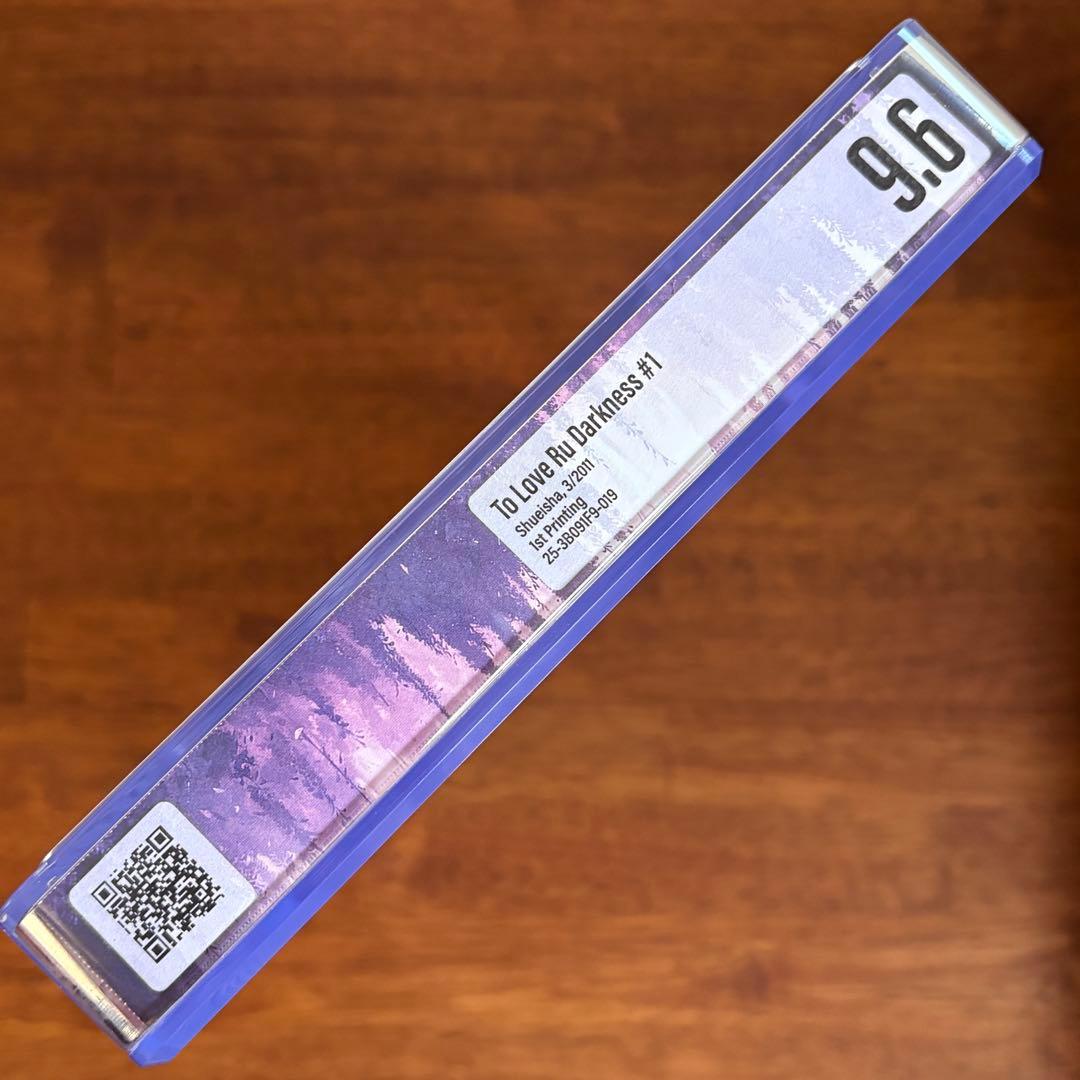 9.6
To Love Ru Darkness #1
Shueisha, 3/2011
1st Printing
25-3B091F9-019